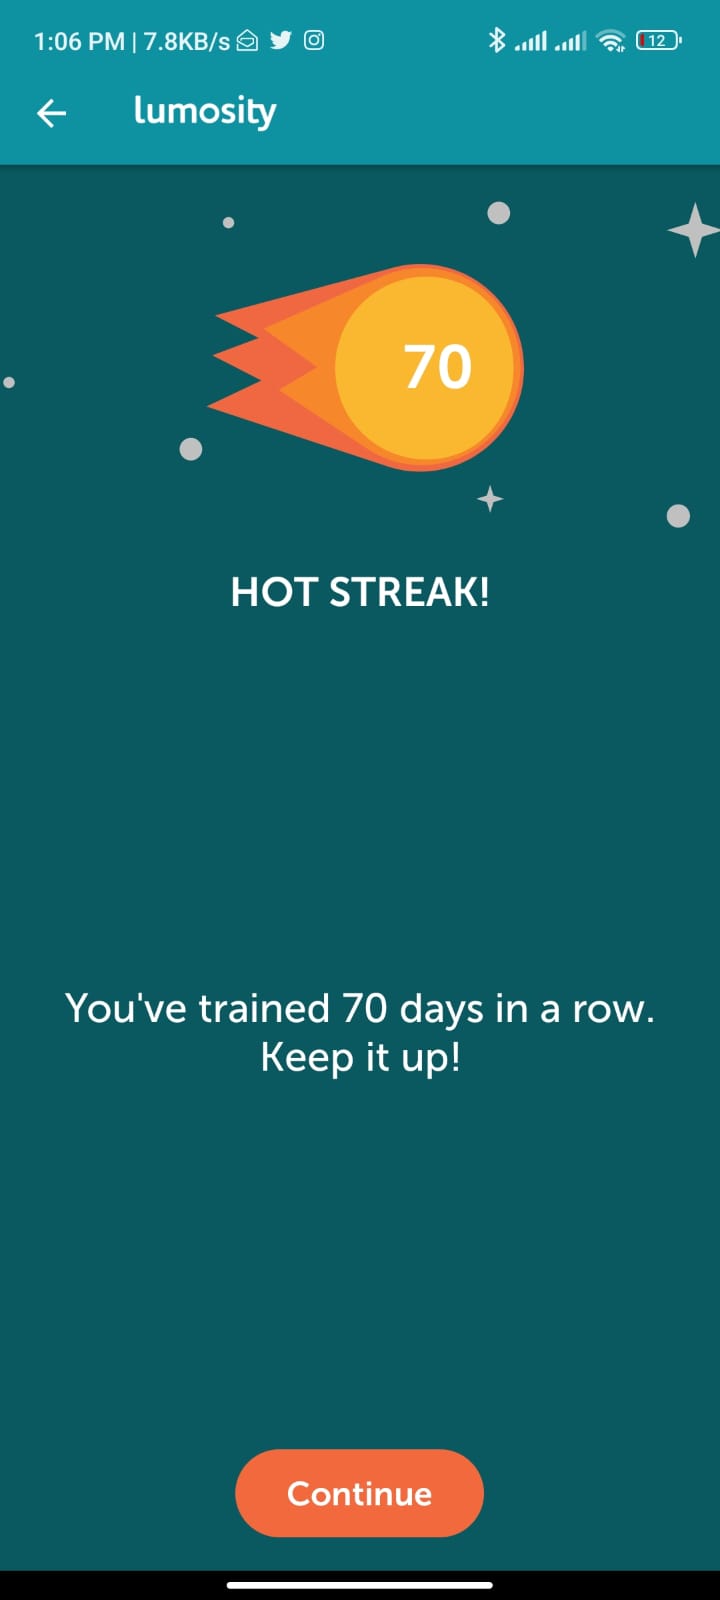 1:06 PM | 7.8KB/s 12
lumosity
70
HOT STREAK!
You've trained 70 days in a row.
Keep it up!
Continue